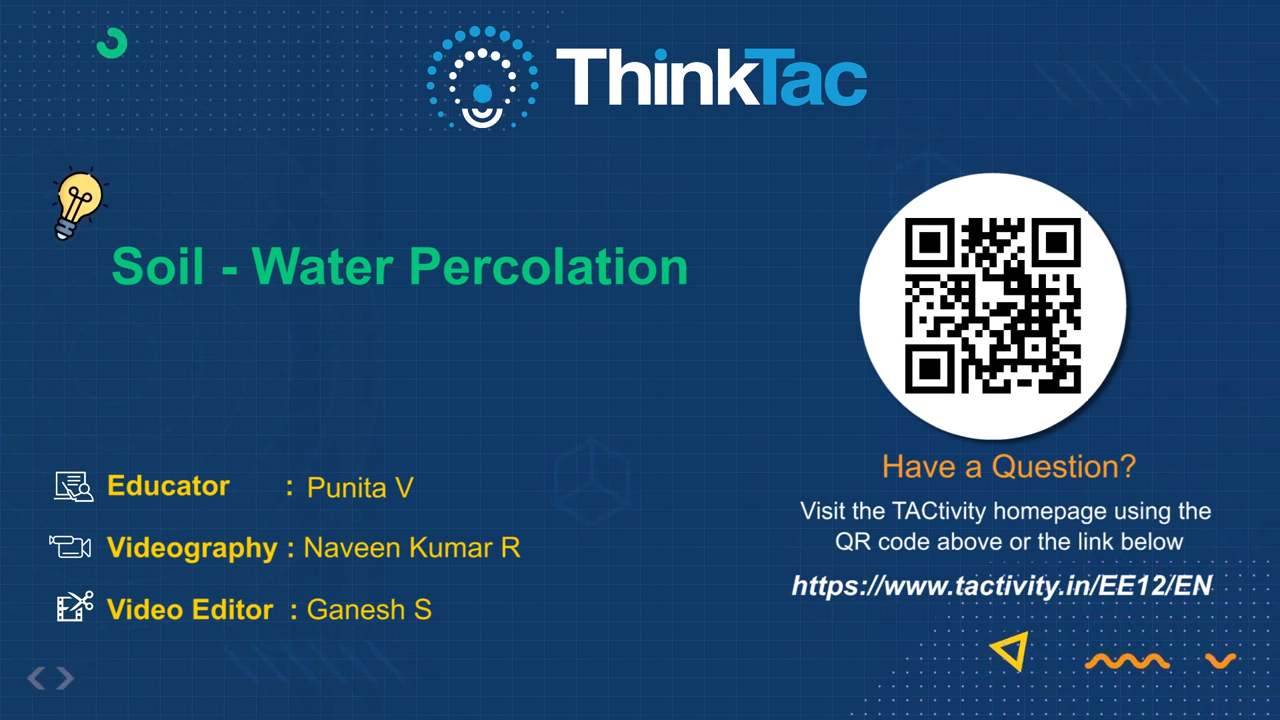 ThinkTac
Soil - Water Percolation
Educator : Punita V
Videography : Naveen Kumar R
Video Editor : Ganesh S
Have a Question?
Visit the TACtivity homepage using the
QR code above or the link below
https://www.tactivity.in/EE12/EN